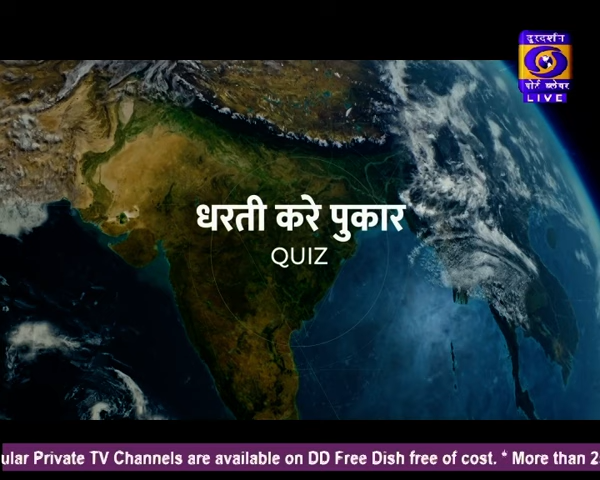 दूरदर्शन
पोर्ट ब्लेयर
LIVE
धरती करे पुकार
QUIZ
ular Private TV Channels are available on DD Free Dish free of cost. * More than 2